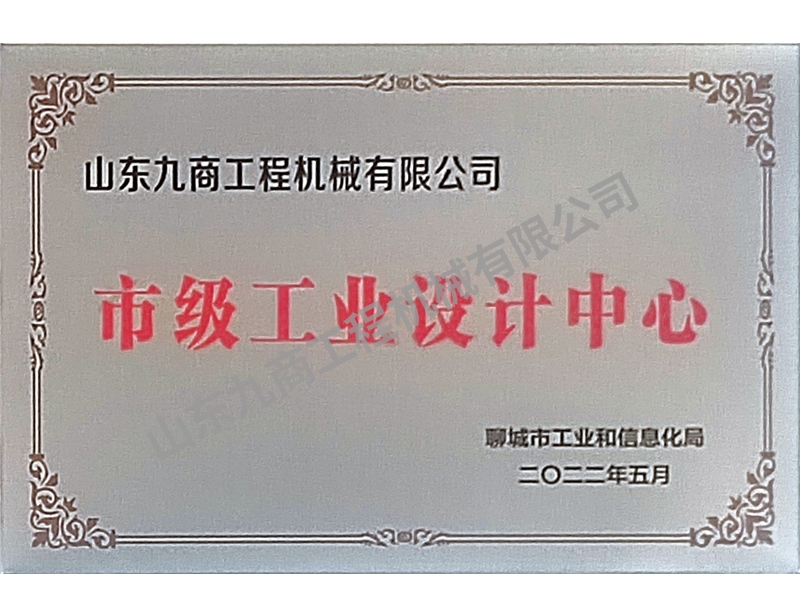 山东九商工程机械有限公司
市级工业设计中心
山东九商工程机械有限公司
聊城市工业和信息化局
二〇二二年五月